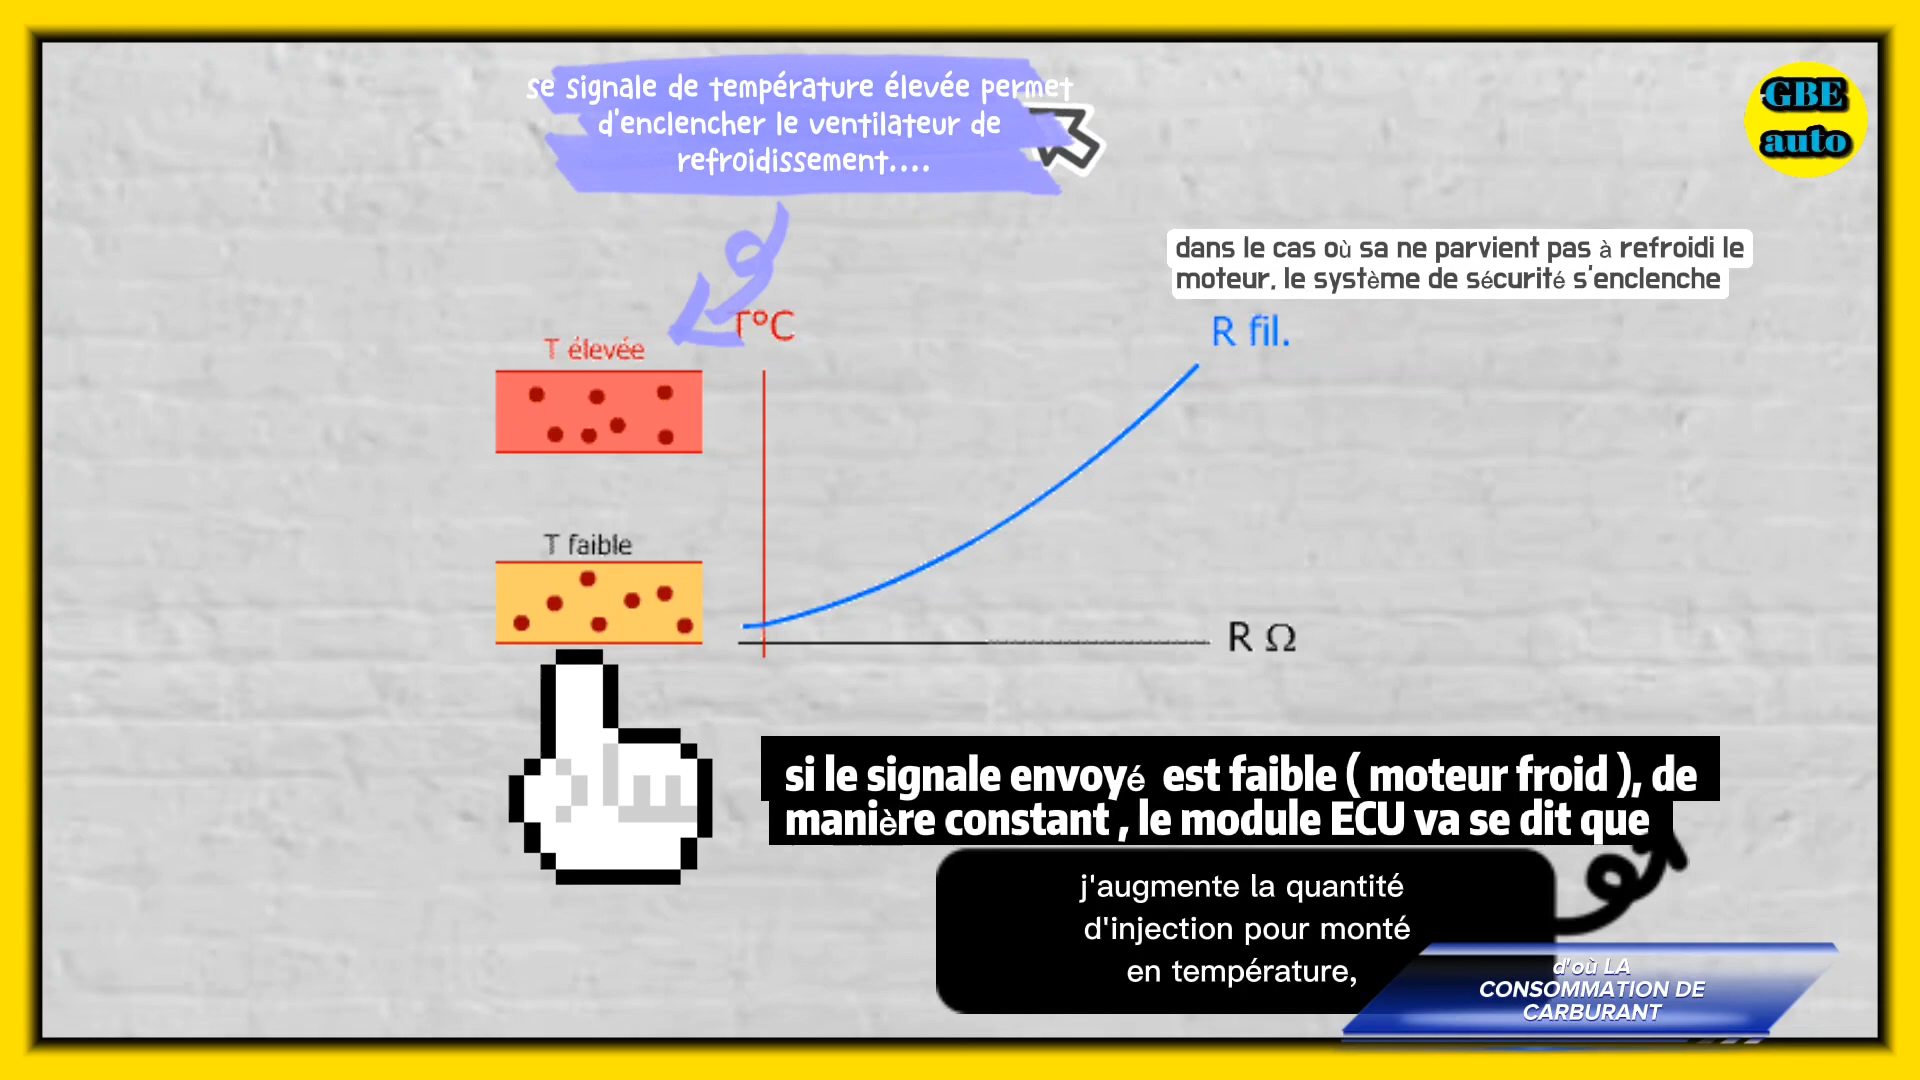 se signale de température élevée permet
d'enclencher le ventilateur de
refroidissement....
GBE
auto
dans le cas où sa ne parvient pas à refroidi le
moteur, le système de sécurité s'enclenche
T°C
R fil.
T élevée
T faible
R Ω
si le signale envoyé est faible ( moteur froid ), de
manière constant , le module ECU va se dit que
j'augmente la quantité
d'injection pour monté
en température,
d'où LA
CONSOMMATION DE
CARBURANT